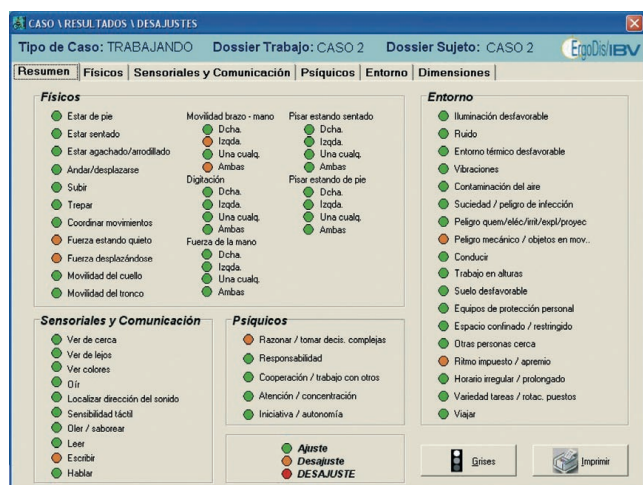 CASO \ RESULTADOS \ DESAJUSTES
Tipo de Caso: TRABAJANDO Dossier Trabajo: CASO 2 Dossier Sujeto: CASO 2 ErgoDis/IBV
Resumen Físicos Sensoriales y Comunicación Psíquicos Entorno Dimensiones
Físicos
Estar de pie
Estar sentado
Estar agachado/arrodillado
Andar/desplazarse
Subir
Trepar
Coordinar movimientos
Fuerza estando quieto
Fuerza desplazándose
Movilidad del cuello
Movilidad del tronco
Movilidad brazo - mano
Dcha.
Izqda.
Una cualq.
Ambas
Digitación
Dcha.
Izqda.
Una cualq.
Ambas
Fuerza de la mano
Dcha.
Izqda.
Una cualq.
Ambas
Pisar estando sentado
Dcha.
Izqda.
Una cualq.
Ambas
Pisar estando de pie
Dcha.
Izqda.
Una cualq.
Ambas
Entorno
Iluminación desfavorable
Ruido
Entorno térmico desfavorable
Vibraciones
Contaminación del aire
Suciedad / peligro de infección
Peligro quem/eléc/irrit/expl/proyec
Peligro mecánico / objetos en mov..
Conducir
Trabajo en alturas
Suelo desfavorable
Equipos de protección personal
Espacio confinado / restringido
Otras personas cerca
Ritmo impuesto / apremio
Horario irregular / prolongado
Variedad tareas / rotac. puestos
Viajar
Sensoriales y Comunicación
Ver de cerca
Ver de lejos
Ver colores
Oír
Localizar dirección del sonido
Sensibilidad táctil
Oler / saborear
Leer
Escribir
Hablar
Psíquicos
Razonar / tomar decis. complejas
Responsabilidad
Cooperación / trabajo con otros
Atención / concentración
Iniciativa / autonomía
Ajuste
Desajuste
DESAJUSTE
Grises
Imprimir